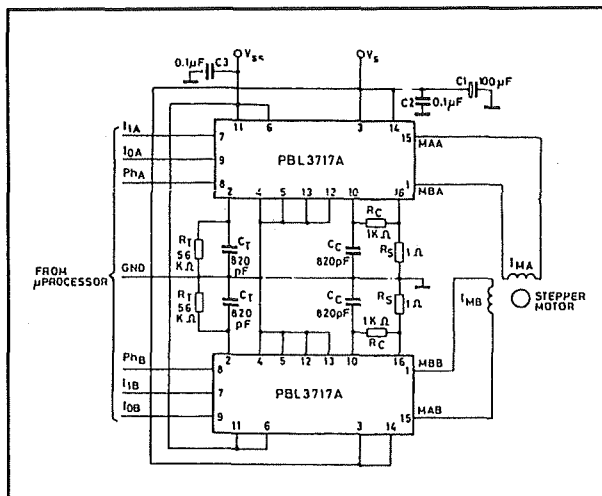 VSS
VS
0.1µF
C3
C1
100µF
C2
0.1µF
11
6
3
14
I1A
7
15
MAA
I0A
9
PBL3717A
PhA
8
1
MBA
2
4
5
13
12
10
16
RC
1KΩ
RT
56
KΩ
CT
820
pF
CC
820pF
RS
1Ω
IMA
FROM
µPROCESSOR
GND
RT
56
KΩ
CT
820
pF
CC
820pF
RS
1Ω
IMB
STEPPER
MOTOR
1KΩ
RC
2
4
5
12
13
10
16
PhB
8
1
MBB
I1B
7
PBL3717A
I0B
9
15
MAB
11
6
3
14